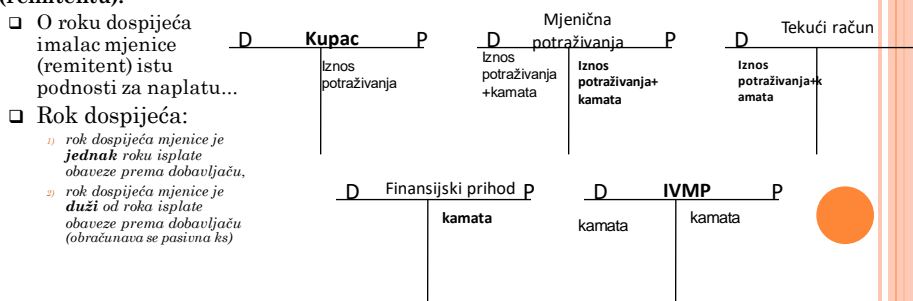 (remitentu).
❑ O roku dospijeća
imalac mjenice
(remitent) istu
podnosti za naplatu...
❑ Rok dospijeća:
1) rok dospijeća mjenice je
jednak roku isplate
obaveze prema dobavljaču,
2) rok dospijeća mjenice je
duži od roka isplate
obaveze prema dobavljaču
(obračunava se pasivna ks)
D Kupac P
Iznos
potraživanja
Mjenična
D potraživanja P
Iznos
potraživanja
+kamata
Iznos
potraživanja+
kamata
Tekući račun
D
Iznos
potraživanja+k
amata
D Finansijski prihod P
kamata
D IVMP P
kamata
kamata